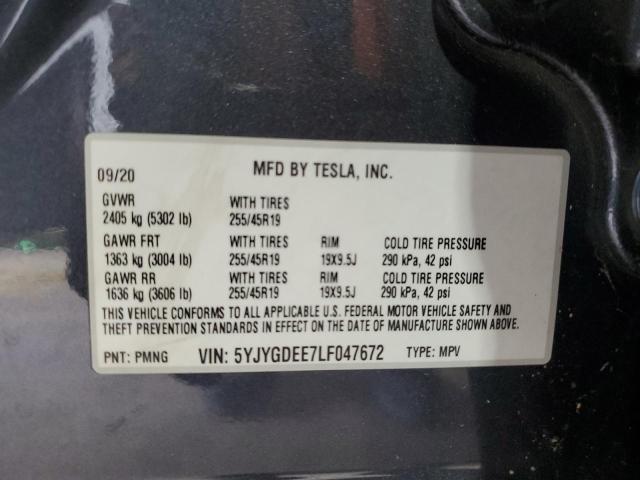 09/20 MFD BY TESLA, INC.
GVWR WITH TIRES
2405 kg (5302 lb) 255/45R19
GAWR FRT WITH TIRES RIM COLD TIRE PRESSURE
1363 kg (3004 lb) 255/45R19 19X9.5J 290 kPa, 42 psi
GAWR RR WITH TIRES RIM COLD TIRE PRESSURE
1636 kg (3606 lb) 255/45R19 19X9.5J 290 kPa, 42 psi
THIS VEHICLE CONFORMS TO ALL APPLICABLE U.S. FEDERAL MOTOR VEHICLE SAFETY AND
THEFT PREVENTION STANDARDS IN EFFECT ON THE DATE OF MANUFACTURE SHOWN ABOVE.
PNT: PMNG VIN: 5YJYGDEE7LF047672 TYPE: MPV